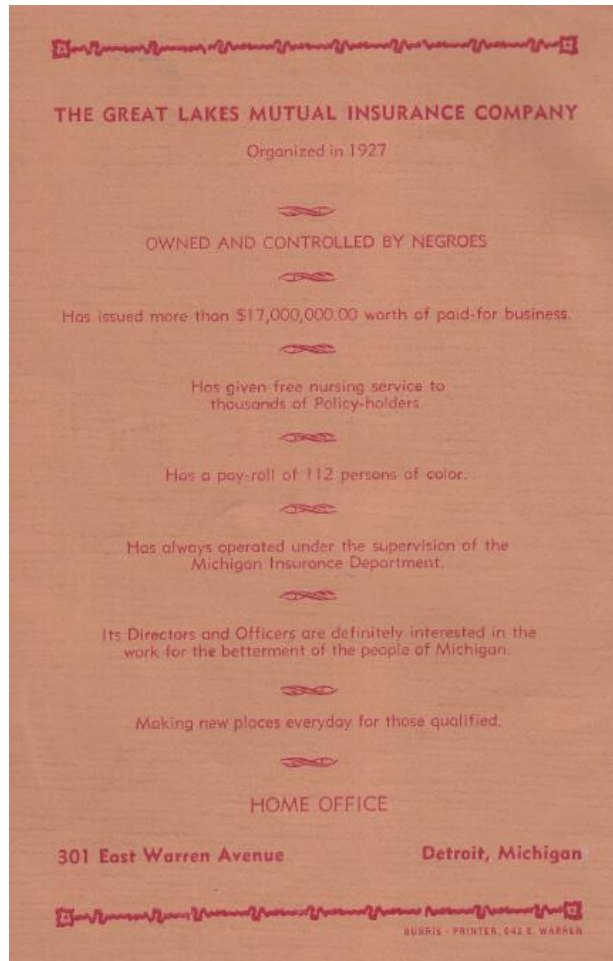 THE GREAT LAKES MUTUAL INSURANCE COMPANY
Organized in 1927
OWNED AND CONTROLLED BY NEGROES
Has issued more than $17,000,000.00 worth of paid-for business.
Has given free nursing service to
thousands of Policy-holders
Has a pay-roll of 112 persons of color.
Has always operated under the supervision of the
Michigan Insurance Department.
Its Directors and Officers are definitely interested in the
work for the betterment of the people of Michigan.
Making new places everyday for those qualified.
HOME OFFICE
301 East Warren Avenue Detroit, Michigan
PRINTER, 642 E. WARREN